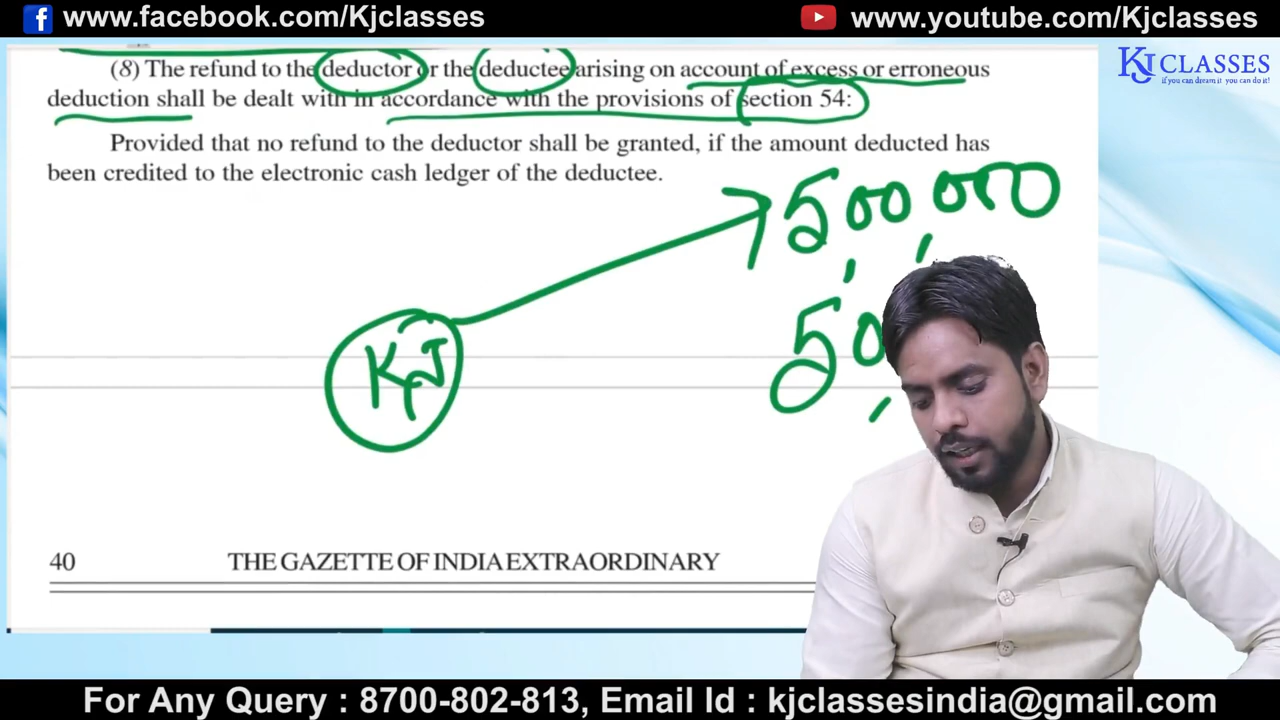 www.facebook.com/Kjclasses
www.youtube.com/Kjclasses
KJ CLASSES
if you can dream it you can do it!
(8) The refund to the deductor or the deductee arising on account of excess or erroneous
deduction shall be dealt with in accordance with the provisions of section 54:
Provided that no refund to the deductor shall be granted, if the amount deducted has
been credited to the electronic cash ledger of the deductee.
500,000
KJ
40 THE GAZETTE OF INDIA EXTRAORDINARY
For Any Query : 8700-802-813, Email Id : kjclassesindia@gmail.com